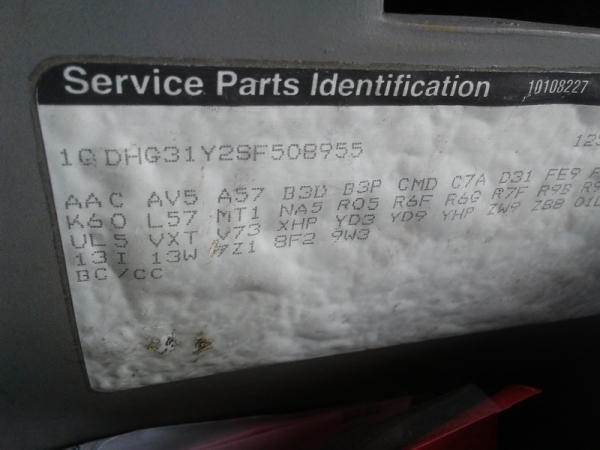 Service Parts Identification 10108227
1GDHG31Y2SF508955
AAC AV5 A57 B3D B3P CMD C7A D31 FE9
K60 L57 MT1 NA5 R05 R6F R6G R7F R9B
UL5 VXT V73 XHP YD3 YD9 YHP ZW9 Z88
13I 13W 8F2 9W3
BC/CC